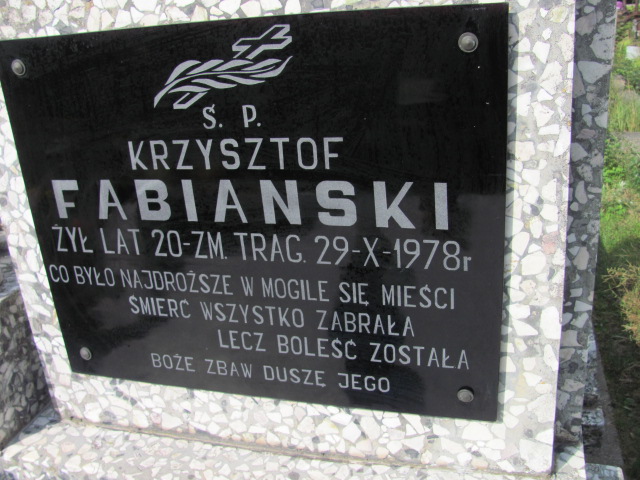 Ś. P.
KRZYSZTOF
FABIANSKI
ŻYŁ LAT 20-ZM. TRAG. 29-X-1978r
CO BYŁO NAJDROŻSZE W MOGILE SIĘ MIEŚCI
ŚMIERĆ WSZYSTKO ZABRAŁA
LECZ BOLEŚĆ ZOSTAŁA
BOŻE ZBAW DUSZĘ JEGO